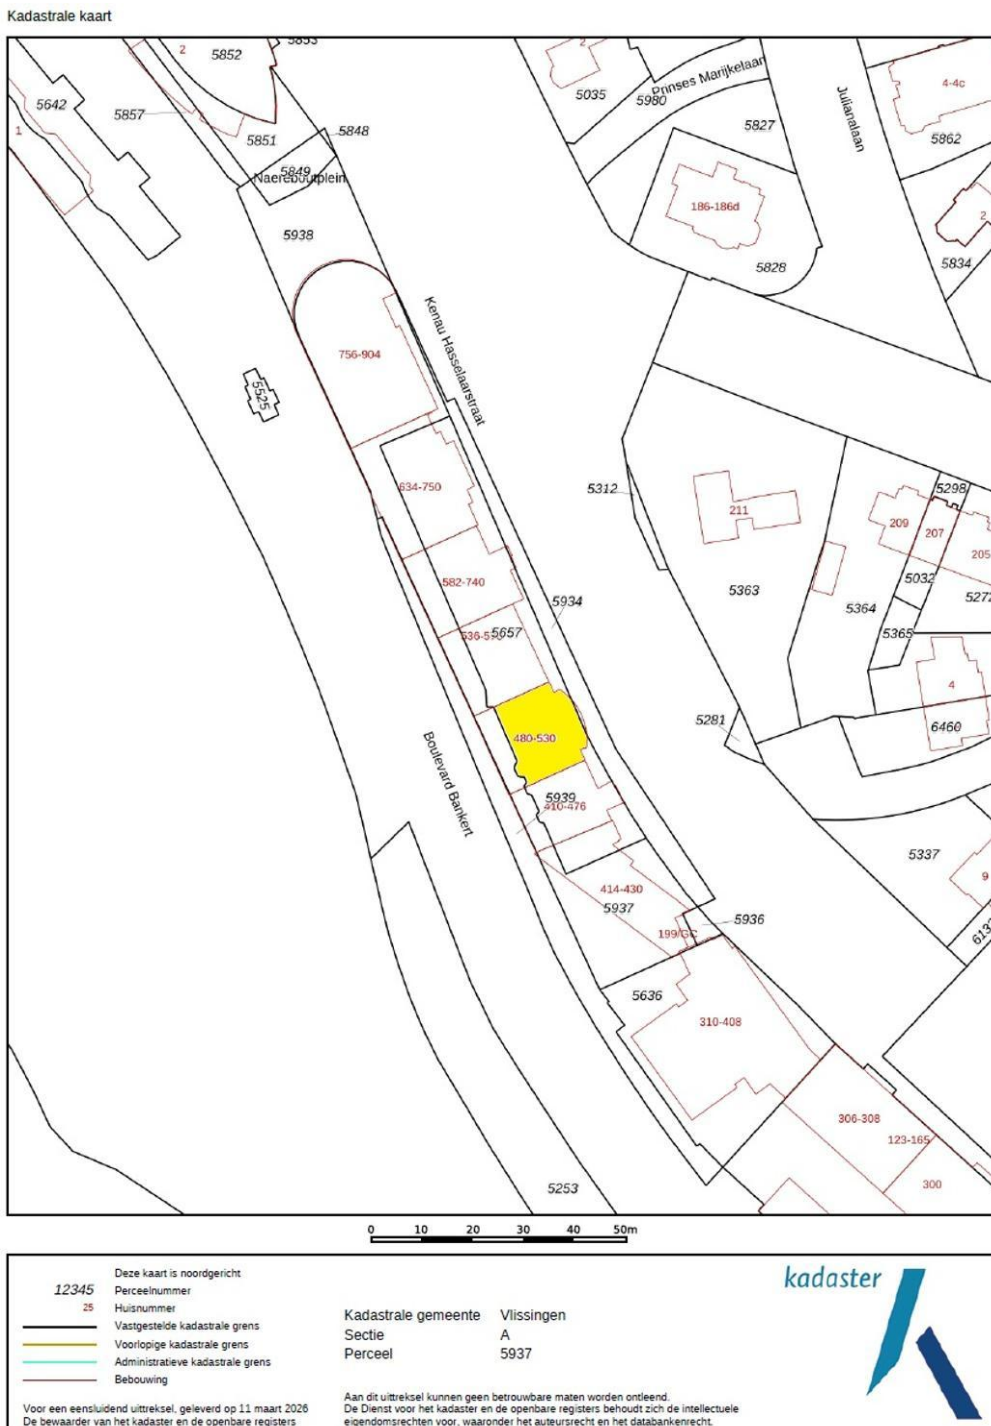 Kadastrale kaart
2
5852
5853
2
5035
5980
Prinses Marijkelaan
Julianalaan
4-4c
5642
5857
1
5851
5848
5827
5862
5849
Naereboutplein
186-186d
2
5938
5828
5834
Kenau Hasselaarstraat
756-904
5525
634-750
5312
211
5298
209
207
205
582-740
5363
5032
5934
5364
5657
5365
4
480-530
5281
6460
Boulevard Bankert
5939
410-476
5337
9
414-430
5937
5936
199/GC
5636
310-408
306-308
123-165
300
5253
0 10 20 30 40 50m
Deze kaart is noordgericht
12345 Perceelnummer
25 Huisnummer
Vastgestelde kadastrale grens
Voorlopige kadastrale grens
Administratieve kadastrale grens
Bebouwing
Voor een eensluidend uittreksel, geleverd op 11 maart 2026
De bewaarder van het kadaster en de openbare registers
Kadastrale gemeente Vlissingen
Sectie A
Perceel 5937
Aan dit uittreksel kunnen geen betrouwbare maten worden ontleend.
De Dienst voor het kadaster en de openbare registers behoudt zich de intellectuele
eigendomsrechten voor, waaronder het auteursrecht en het databankenrecht.
kadaster